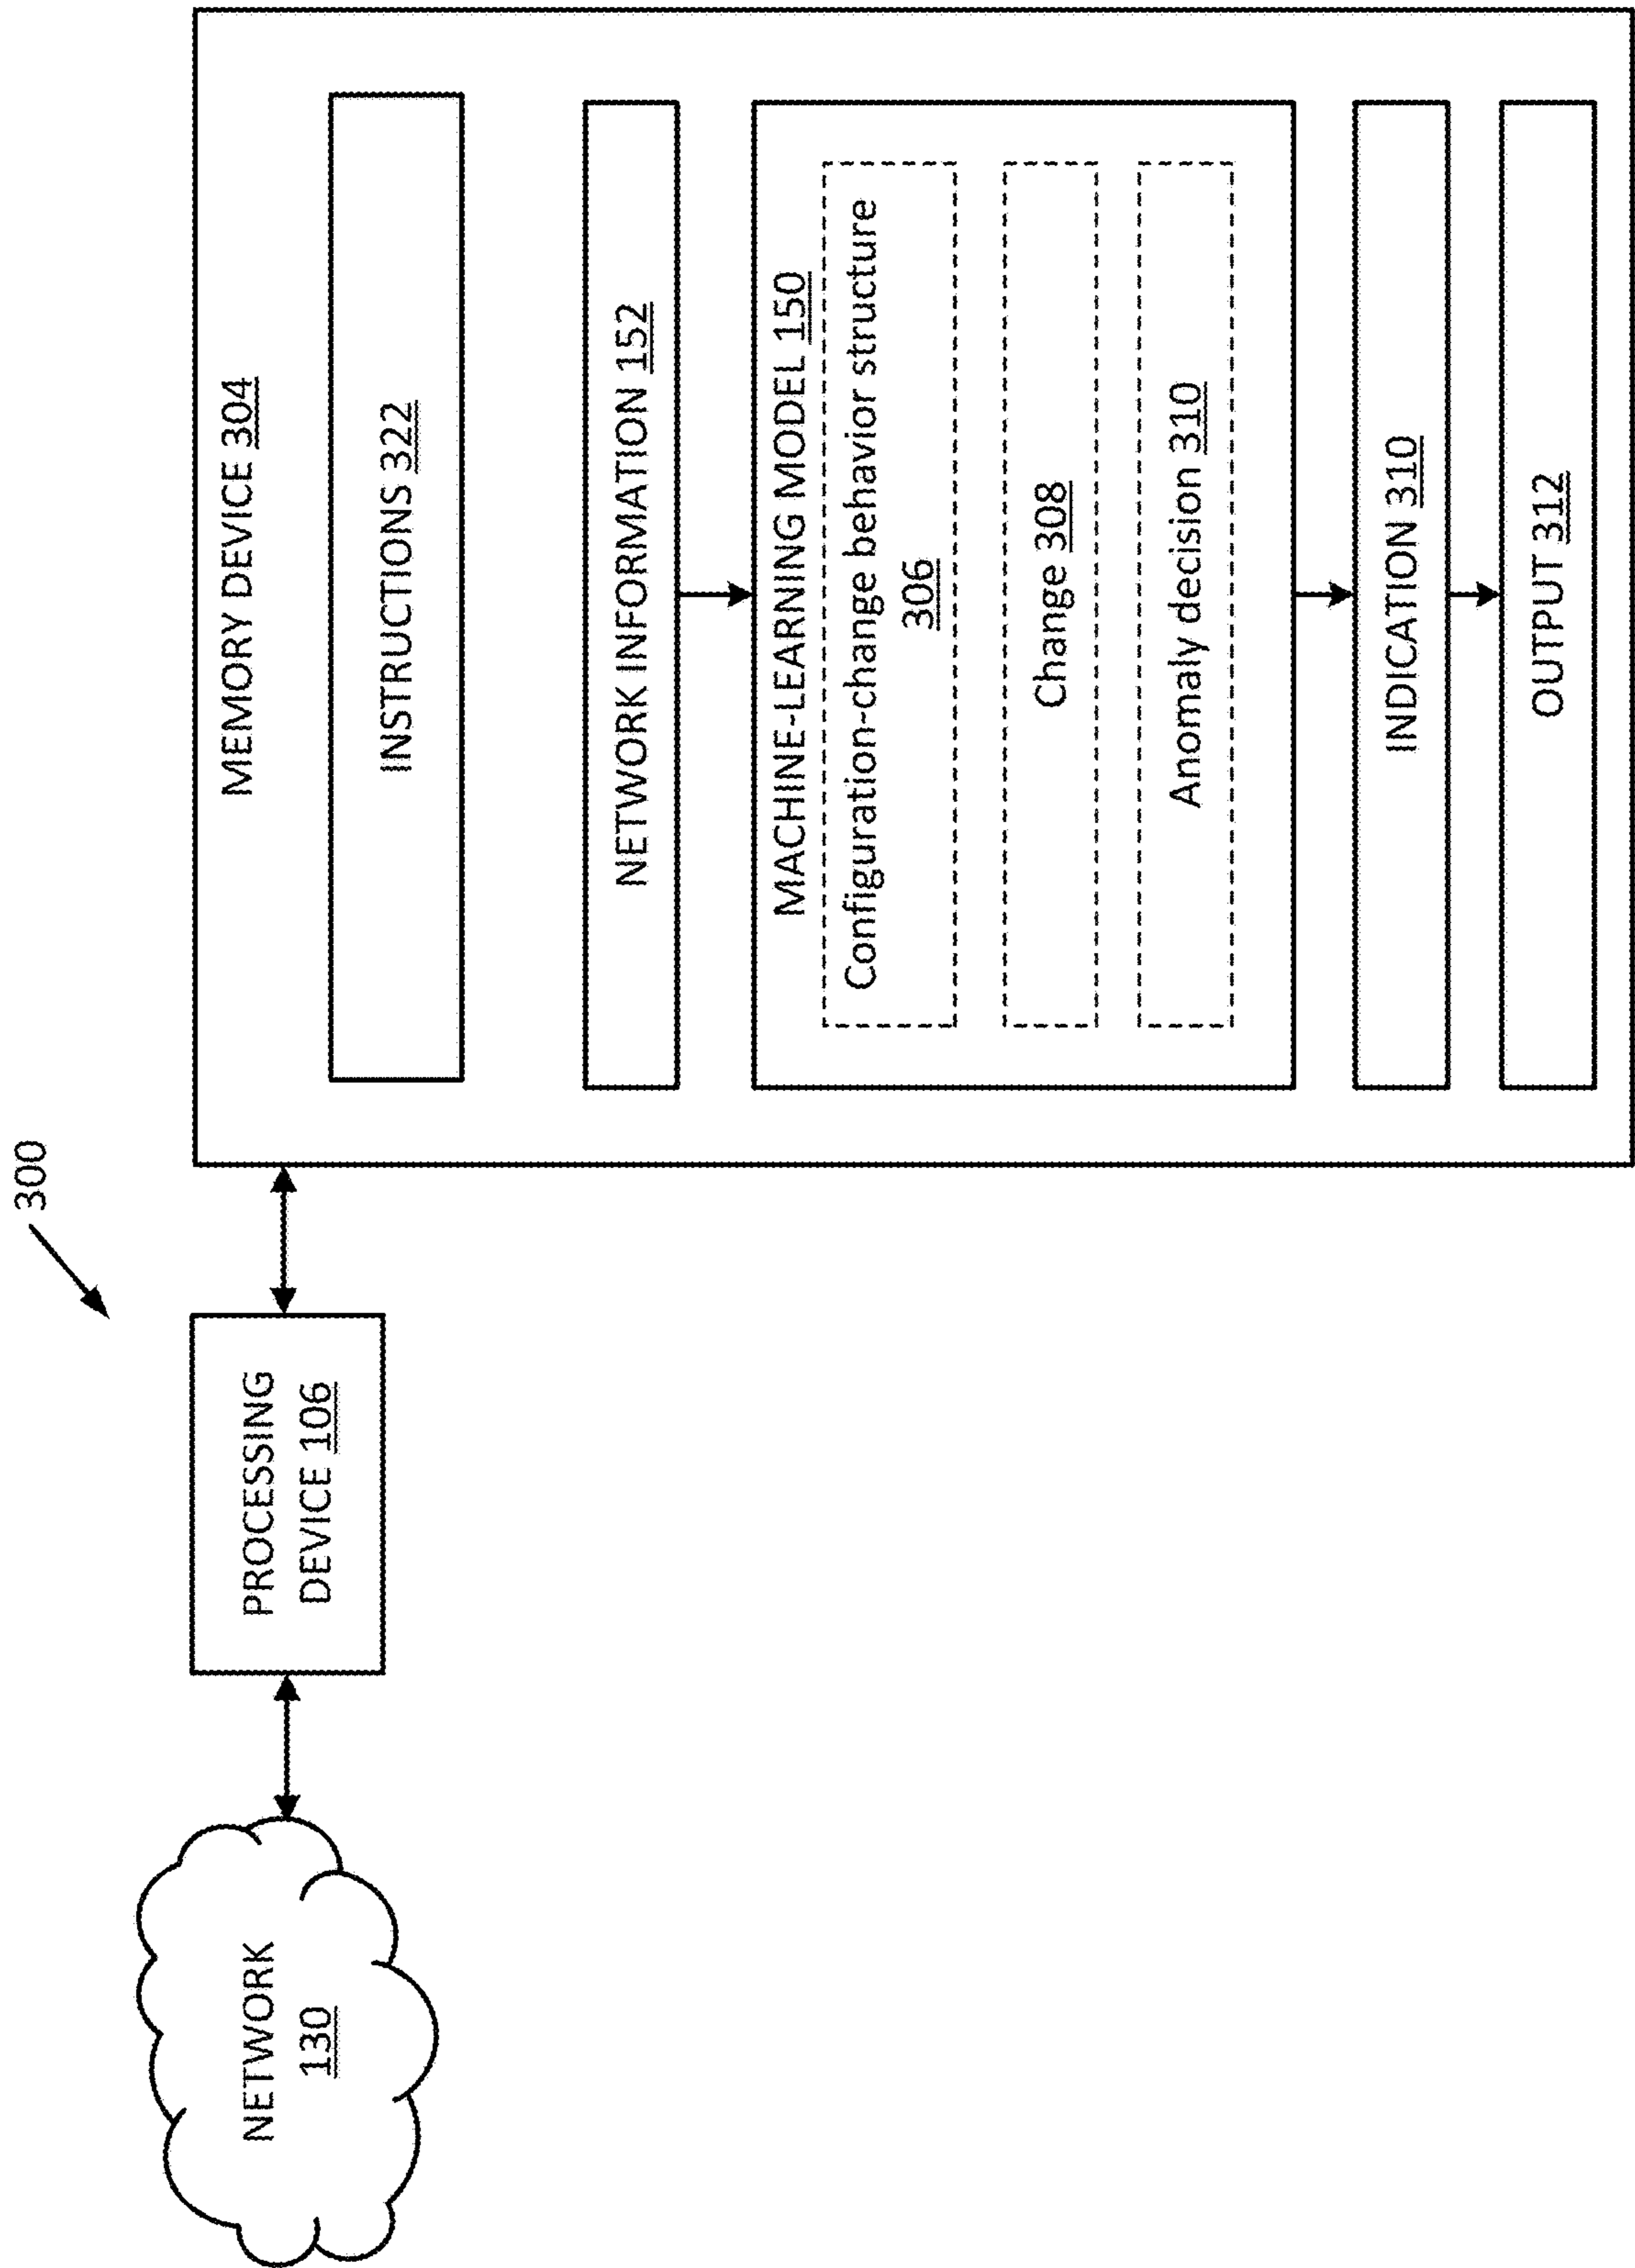 300
NETWORK
130
PROCESSING
DEVICE 106
MEMORY DEVICE 304
INSTRUCTIONS 322
NETWORK INFORMATION 152
MACHINE-LEARNING MODEL 150
Configuration-change behavior structure
306
Change 308
Anomaly decision 310
INDICATION 310
OUTPUT 312